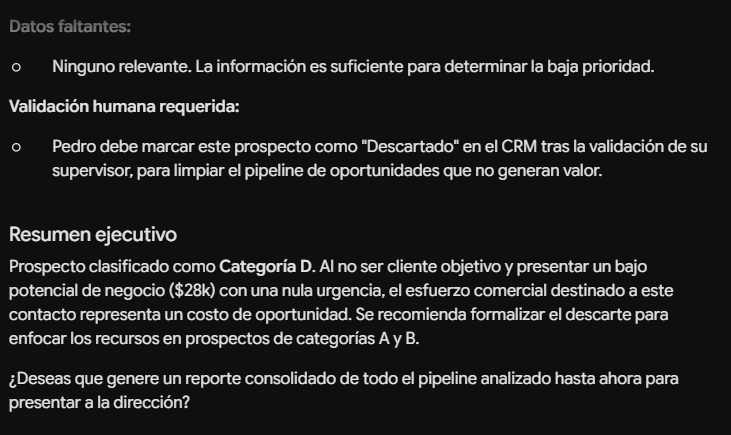 Datos faltantes:
○ Ninguno relevante. La información es suficiente para determinar la baja prioridad.
Validación humana requerida:
○ Pedro debe marcar este prospecto como "Descartado" en el CRM tras la validación de su
supervisor, para limpiar el pipeline de oportunidades que no generan valor.
Resumen ejecutivo
Prospecto clasificado como Categoría D. Al no ser cliente objetivo y presentar un bajo
potencial de negocio ($28k) con una nula urgencia, el esfuerzo comercial destinado a este
contacto representa un costo de oportunidad. Se recomienda formalizar el descarte para
enfocar los recursos en prospectos de categorías A y B.
¿Deseas que genere un reporte consolidado de todo el pipeline analizado hasta ahora para
presentar a la dirección?